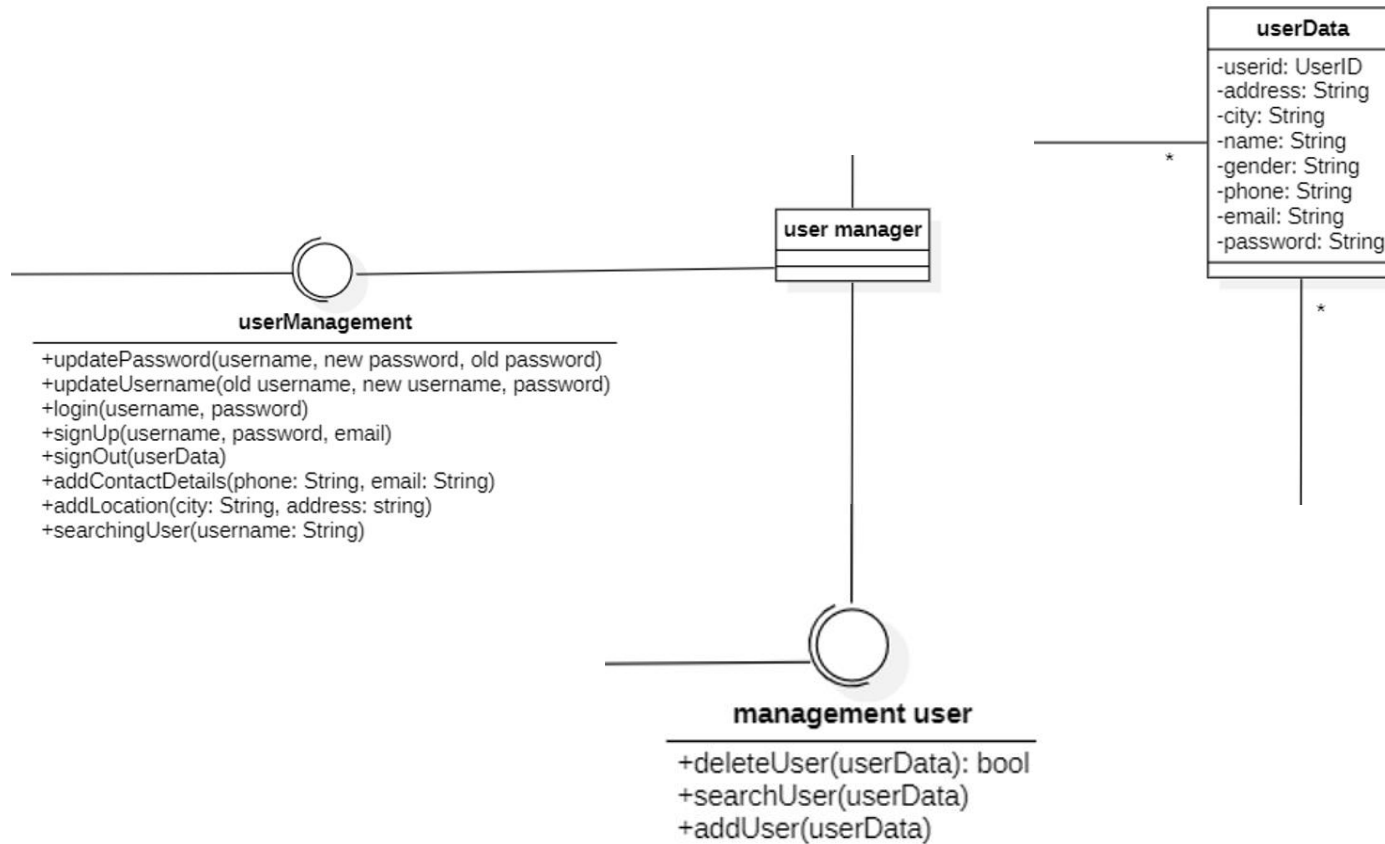 userData
-userid: UserID
-address: String
-city: String
-name: String
-gender: String
-phone: String
-email: String
-password: String
*
*
user manager
userManagement
+updatePassword(username, new password, old password)
+updateUsername(old username, new username, password)
+login(username, password)
+signUp(username, password, email)
+signOut(userData)
+addContactDetails(phone: String, email: String)
+addLocation(city: String, address: string)
+searchingUser(username: String)
management user
+deleteUser(userData): bool
+searchUser(userData)
+addUser(userData)